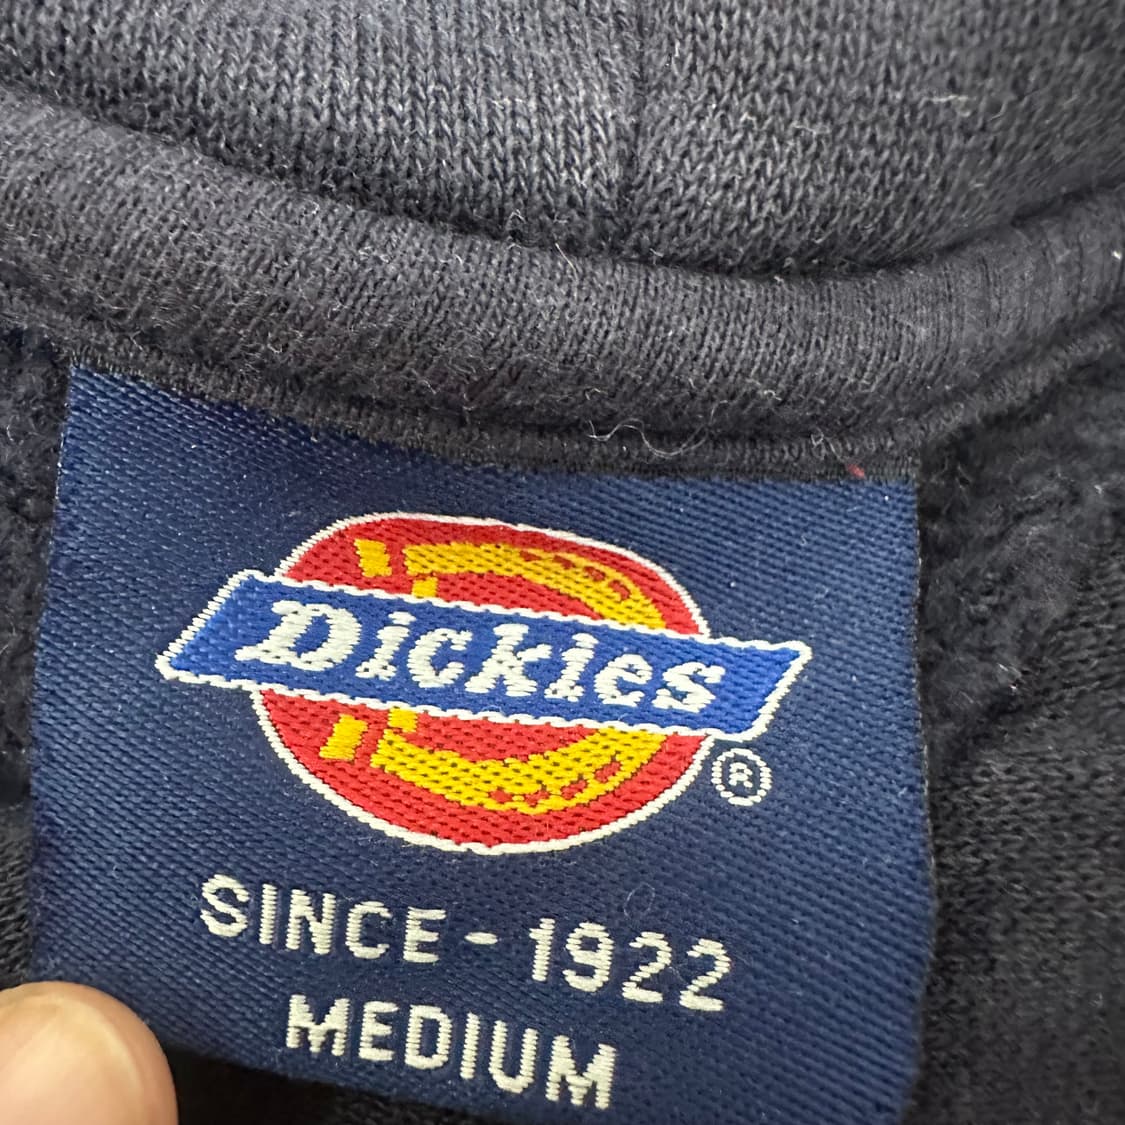 Dickies
®
SINCE - 1922
MEDIUM